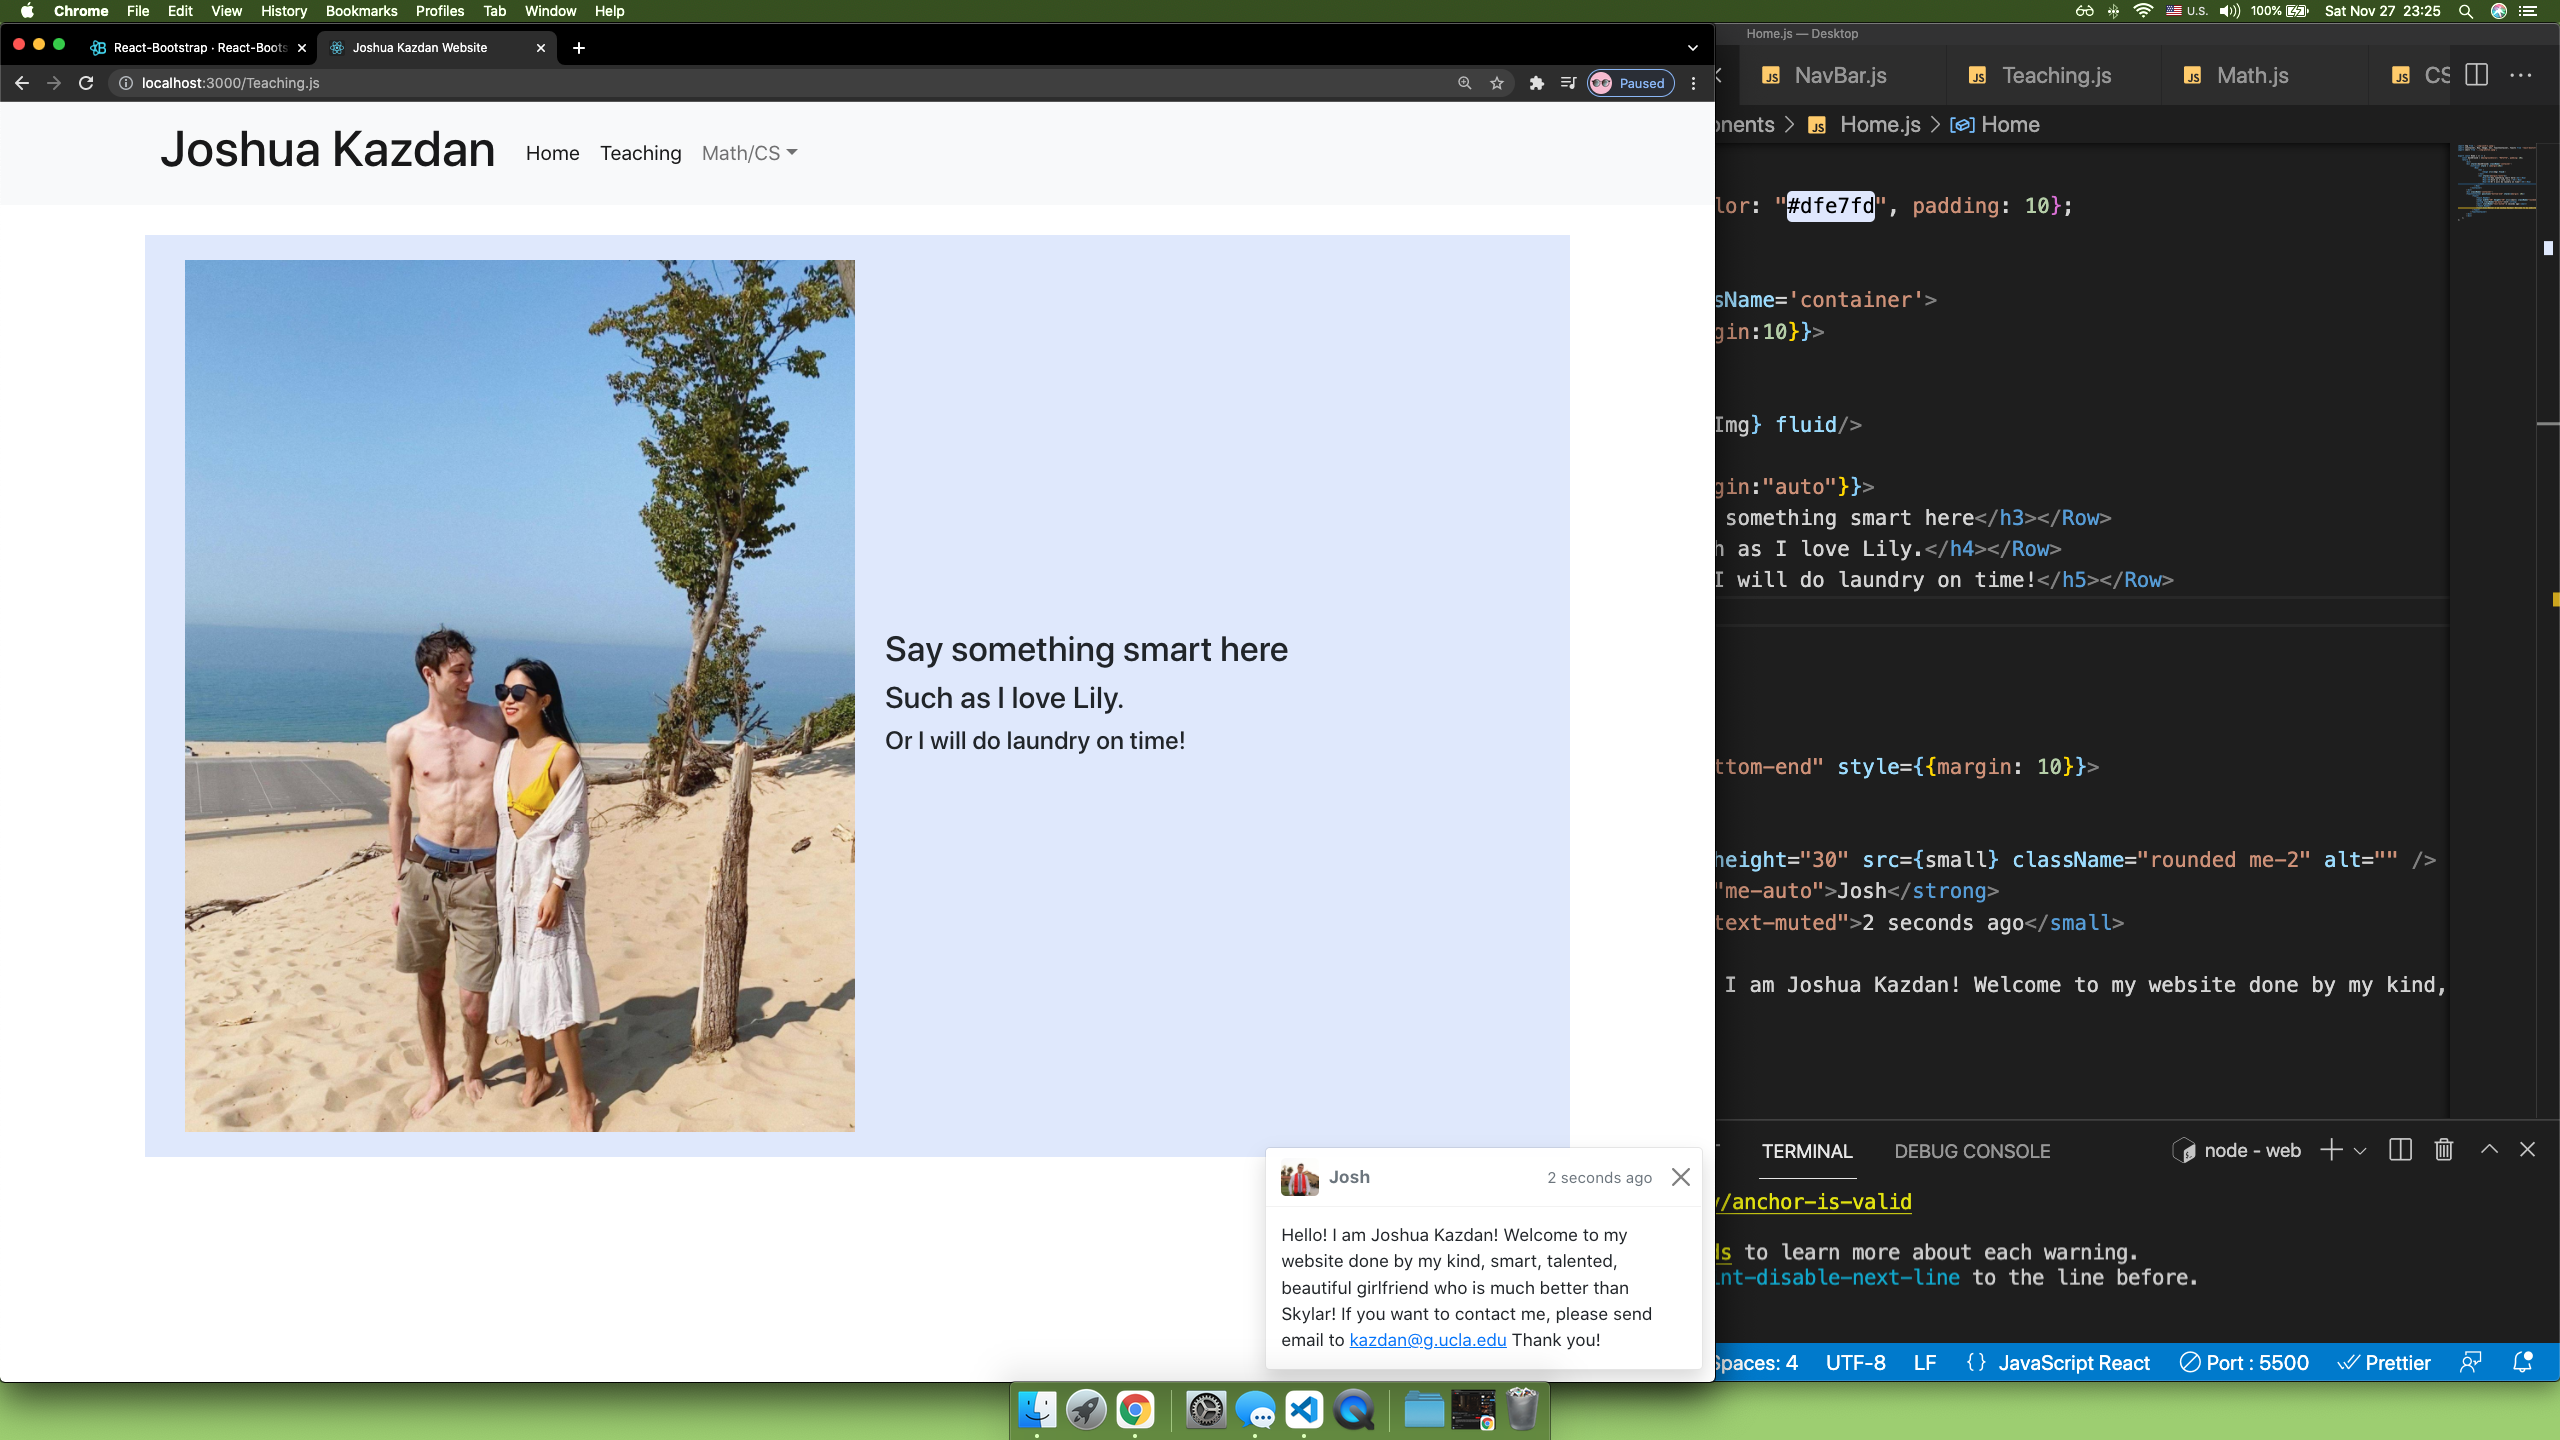 Chrome File Edit View History Bookmarks Profiles Tab Window Help
U.S. 100% Sat Nov 27 23:25
React-Bootstrap · React-Boots
Joshua Kazdan Website
localhost:3000/Teaching.js
Paused
Joshua Kazdan Home Teaching Math/CS
Say something smart here
Such as I love Lily.
Or I will do laundry on time!
Josh 2 seconds ago
Hello! I am Joshua Kazdan! Welcome to my
website done by my kind, smart, talented,
beautiful girlfriend who is much better than
Skylar! If you want to contact me, please send
email to kazdan@g.ucla.edu Thank you!
Home.js — Desktop
JS NavBar.js JS Teaching.js JS Math.js JS CS
onents > JS Home.js > Home
lor: "#dfe7fd", padding: 10};
sName='container'>
gin:10}}>
Img} fluid/>
gin:"auto"}}>
something smart here</h3></Row>
h as I love Lily.</h4></Row>
I will do laundry on time!</h5></Row>
ttom-end" style={{margin: 10}}>
height="30" src={small} className="rounded me-2" alt="" />
"me-auto">Josh</strong>
text-muted">2 seconds ago</small>
I am Joshua Kazdan! Welcome to my website done by my kind,
TERMINAL DEBUG CONSOLE node - web
/anchor-is-valid
ds to learn more about each warning.
int-disable-next-line to the line before.
Spaces: 4 UTF-8 LF {} JavaScript React Port : 5500 Prettier